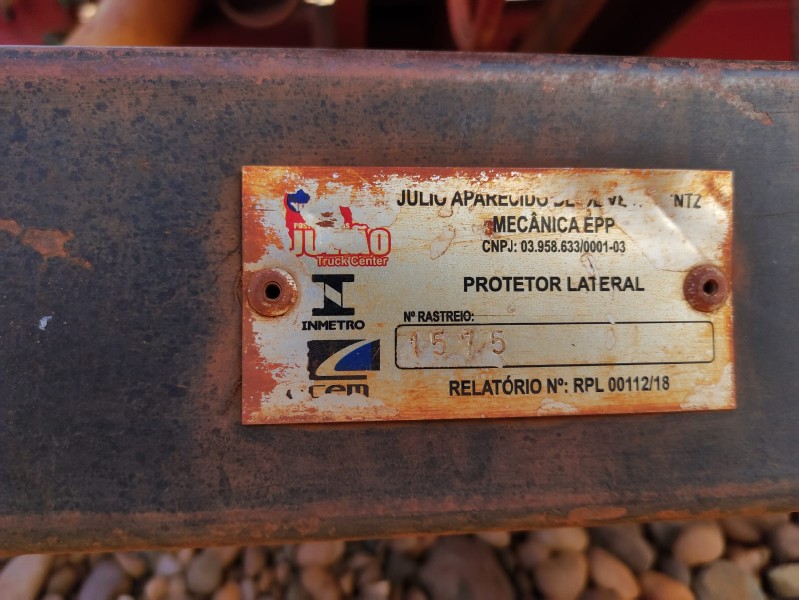 JULIO APARECIDO
MECÂNICA EPP
CNPJ: 03.958.633/0001-03
Truck Center
PROTETOR LATERAL
INMETRO
Nº RASTREIO:
1575
RELATÓRIO Nº: RPL 00112/18